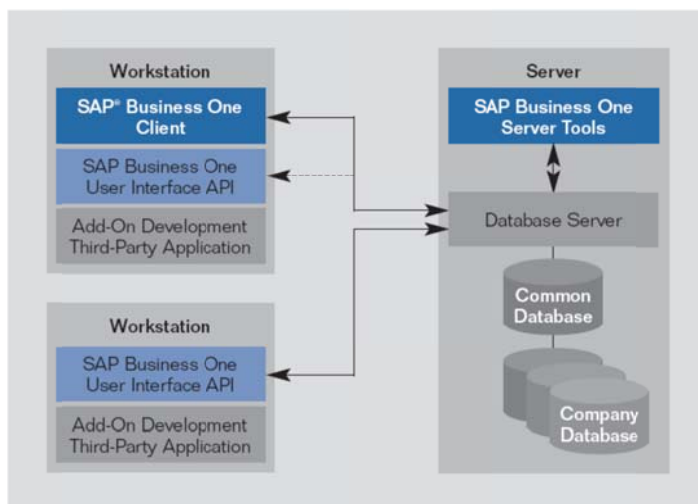 Workstation
SAP® Business One
Client
SAP Business One
User Interface API
Add-On Development
Third-Party Application
Workstation
SAP Business One
User Interface API
Add-On Development
Third-Party Application
Server
SAP Business One
Server Tools
Database Server
Common
Database
Company
Database